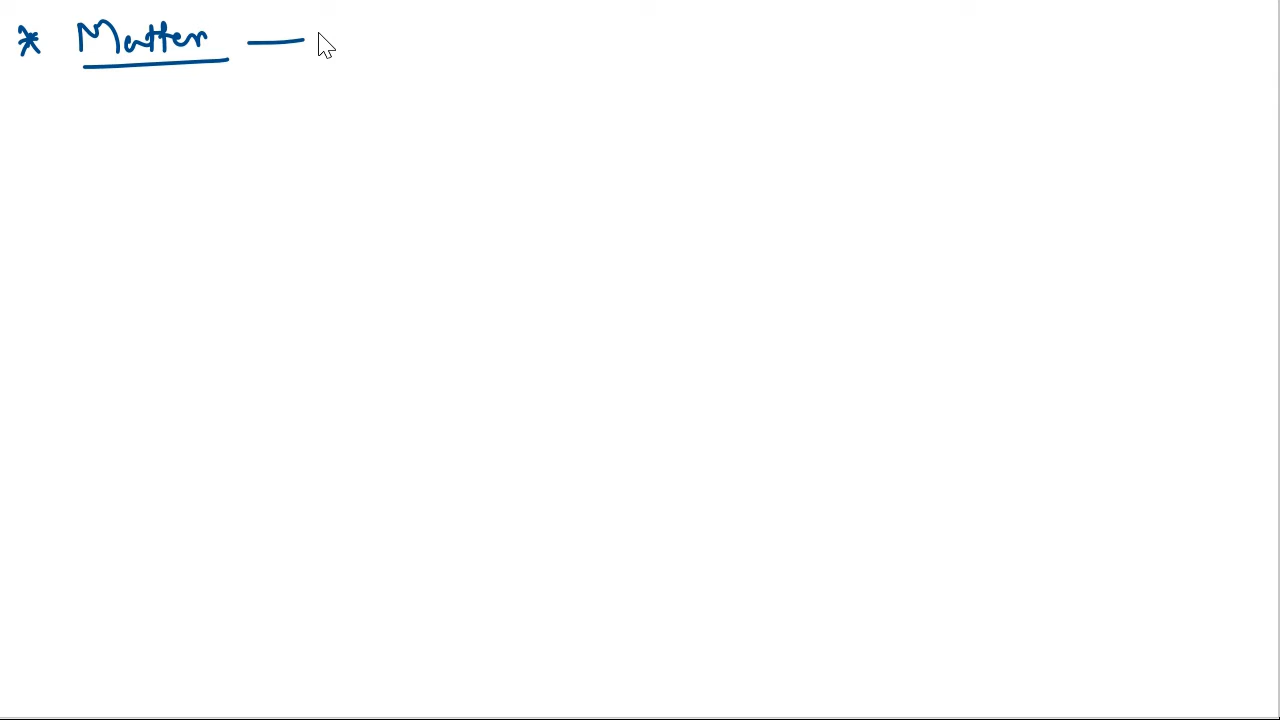 * Matter —